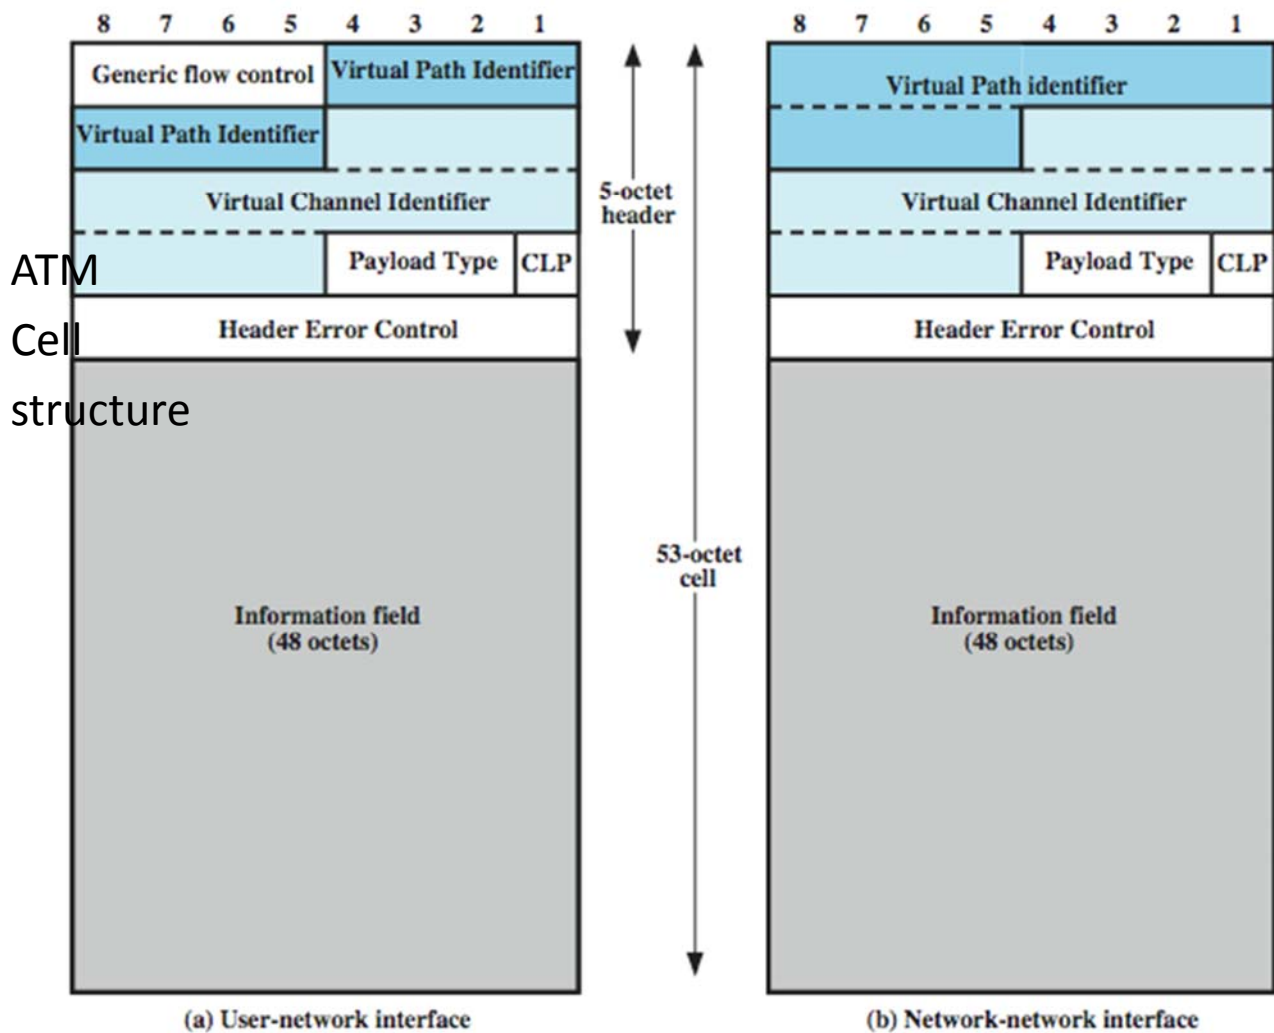 8 7 6 5 4 3 2 1
Generic flow control
Virtual Path Identifier
Virtual Path Identifier
Virtual Channel Identifier
Payload Type
CLP
Header Error Control
Information field
(48 octets)
(a) User-network interface
ATM
Cell
structure
5-octet
header
53-octet
cell
8 7 6 5 4 3 2 1
Virtual Path identifier
Virtual Channel Identifier
Payload Type
CLP
Header Error Control
Information field
(48 octets)
(b) Network-network interface